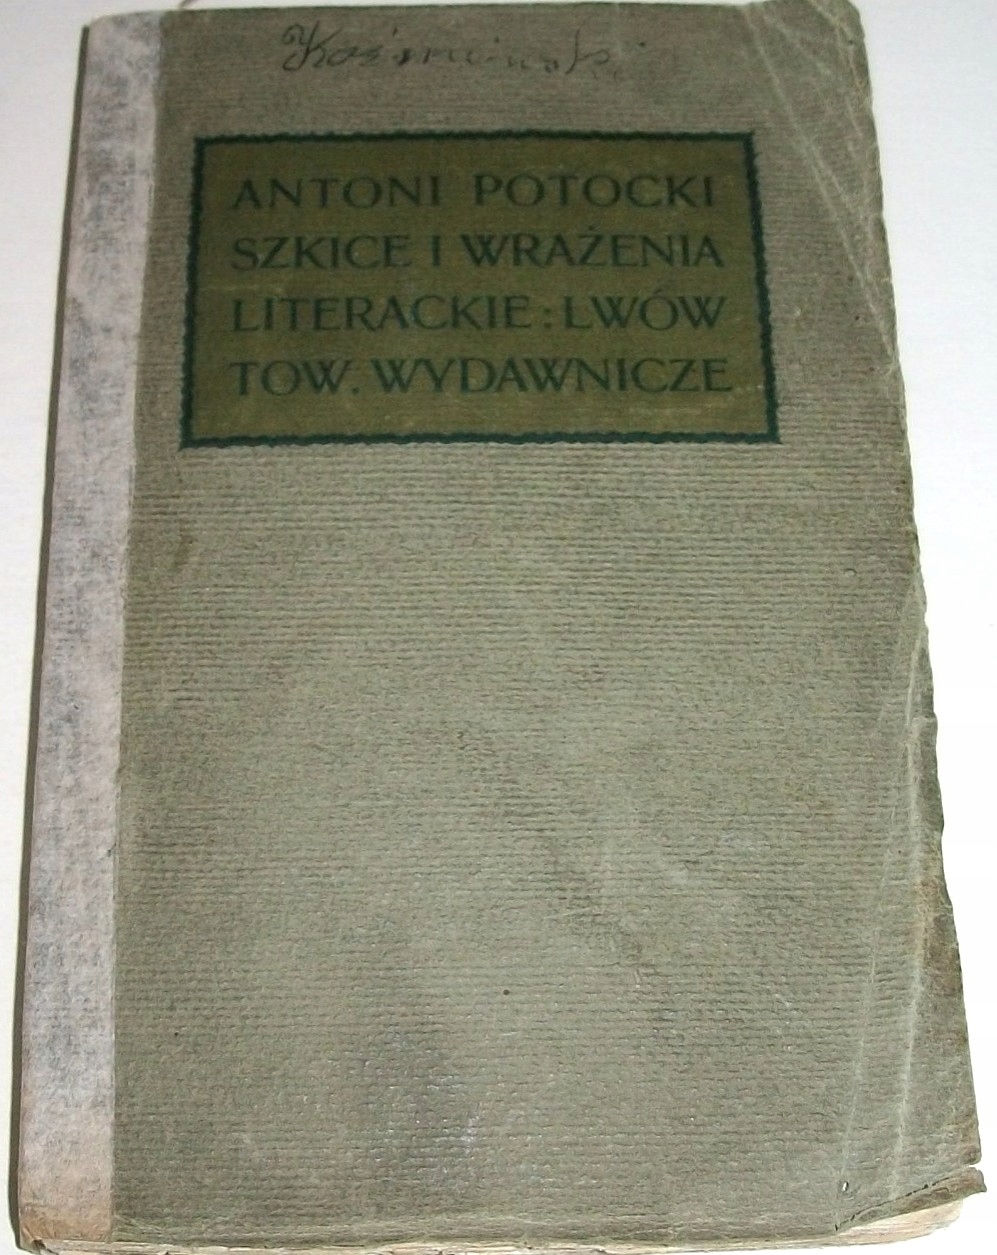 ANTONI POTOCKI
SZKICE I WRAŻENIA
LITERACKIE : LWÓW
TOW. WYDAWNICZE